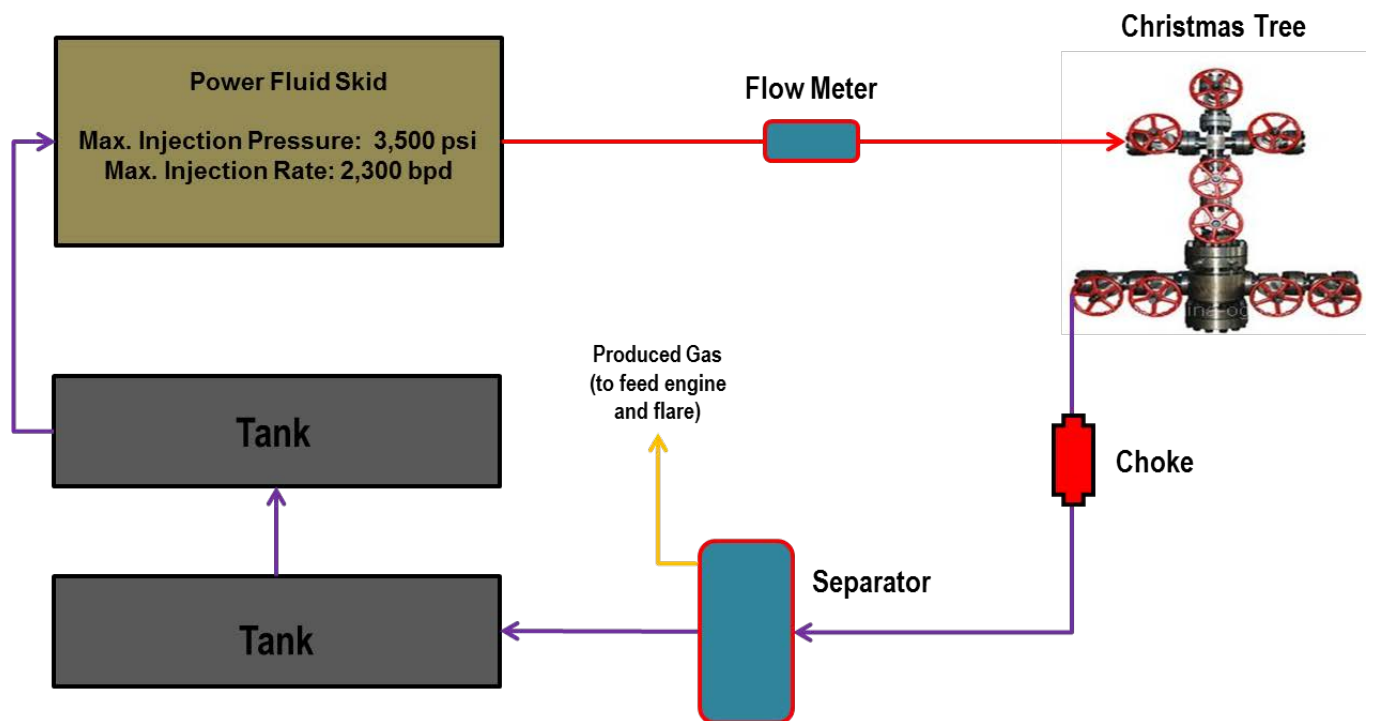 Christmas Tree
Power Fluid Skid
Max. Injection Pressure: 3,500 psi
Max. Injection Rate: 2,300 bpd
Flow Meter
Produced Gas
(to feed engine
and flare)
Tank
Choke
Separator
Tank